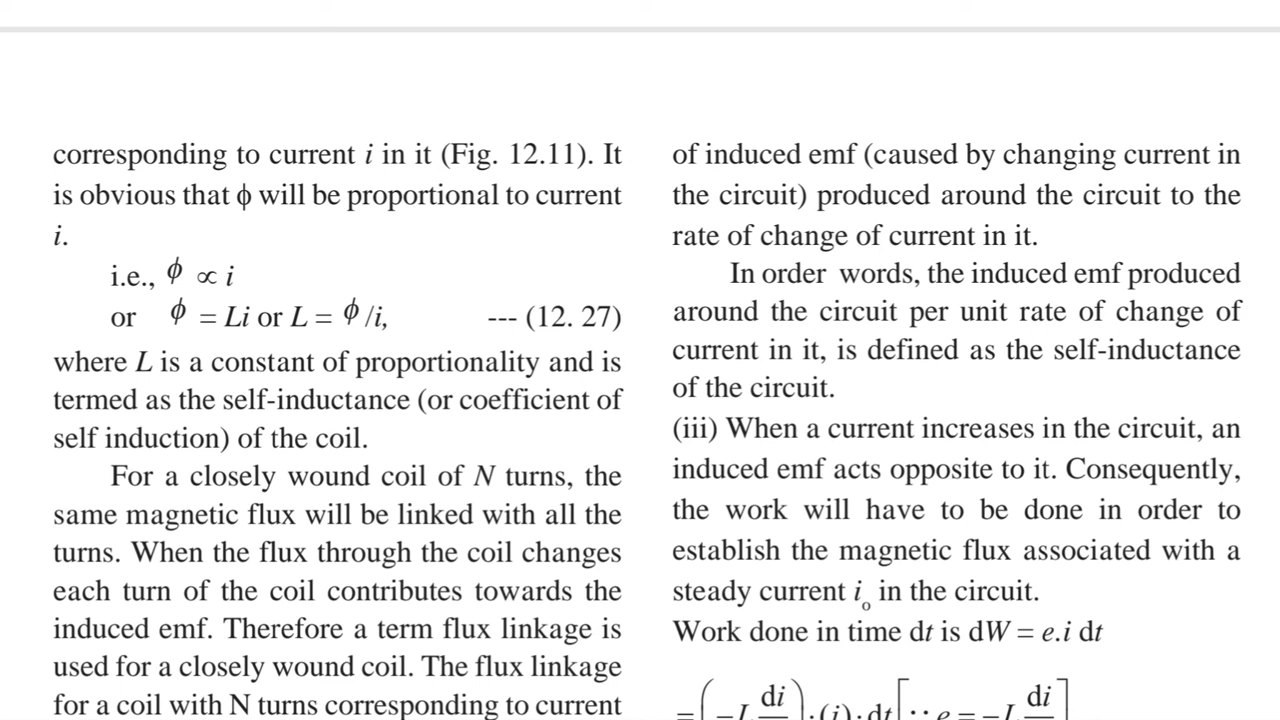 corresponding to current i in it (Fig. 12.11). It
is obvious that ϕ will be proportional to current
i.
i.e., ϕ ∝ i
or ϕ = Li or L = ϕ /i, --- (12. 27)
where L is a constant of proportionality and is
termed as the self-inductance (or coefficient of
self induction) of the coil.
For a closely wound coil of N turns, the
same magnetic flux will be linked with all the
turns. When the flux through the coil changes
each turn of the coil contributes towards the
induced emf. Therefore a term flux linkage is
used for a closely wound coil. The flux linkage
for a coil with N turns corresponding to current
of induced emf (caused by changing current in
the circuit) produced around the circuit to the
rate of change of current in it.
In order words, the induced emf produced
around the circuit per unit rate of change of
current in it, is defined as the self-inductance
of the circuit.
(iii) When a current increases in the circuit, an
induced emf acts opposite to it. Consequently,
the work will have to be done in order to
establish the magnetic flux associated with a
steady current i₀ in the circuit.
Work done in time dt is dW = e.i dt
= ( −L di ) . (i) . dt [ ∵ e = −L di ]